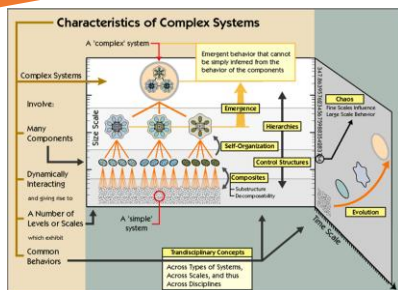 Characteristics of Complex Systems
A 'complex' system
Emergent behavior that cannot
be simply inferred from the
behavior of the components
Complex Systems
Involve:
Many
Components
Dynamically
Interacting
and giving rise to
A Number of
Levels or Scales
which exhibit
Common
Behaviors
Size Scale
Emergence
Hierarchies
Self-Organization
Control Structures
Composites
Substructure
Decomposability
A 'simple'
system
Transdisciplinary Concepts
Across Types of Systems,
Across Scales, and thus
Across Disciplines
Chaos
Fine Scales Influence
Large Scale Behavior
Evolution
Time Scale